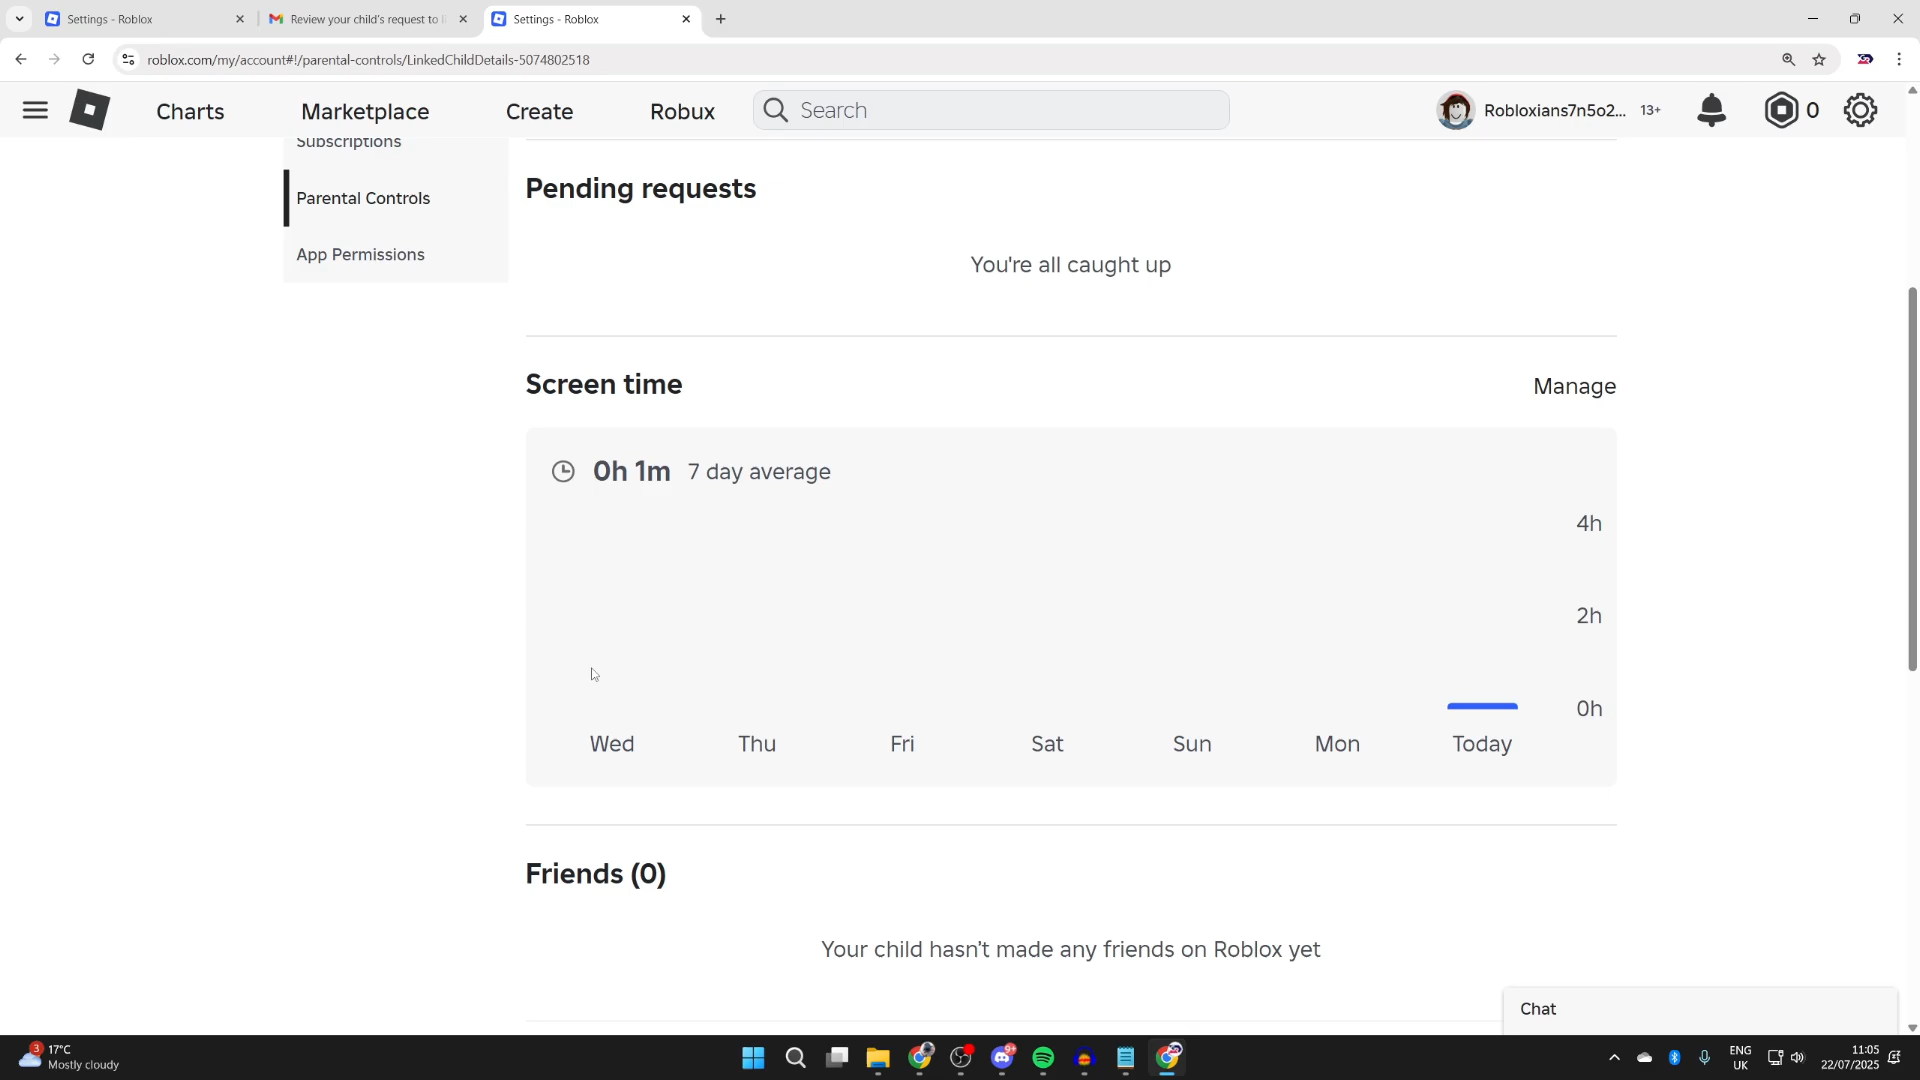 Settings - Roblox
Review your child's request to l
Settings - Roblox
roblox.com/my/account#!/parental-controls/LinkedChildDetails-5074802518
Charts
Marketplace
Create
Robux
Search
Robloxians7n5o2...
13+
0
Subscriptions
Parental Controls
App Permissions
Pending requests
You're all caught up
Screen time
Manage
0h 1m 7 day average
4h
2h
0h
Wed Thu Fri Sat Sun Mon Today
Friends (0)
Your child hasn't made any friends on Roblox yet
Chat
3
17°C
Mostly cloudy
9+
ENG
UK
11:05
22/07/2025